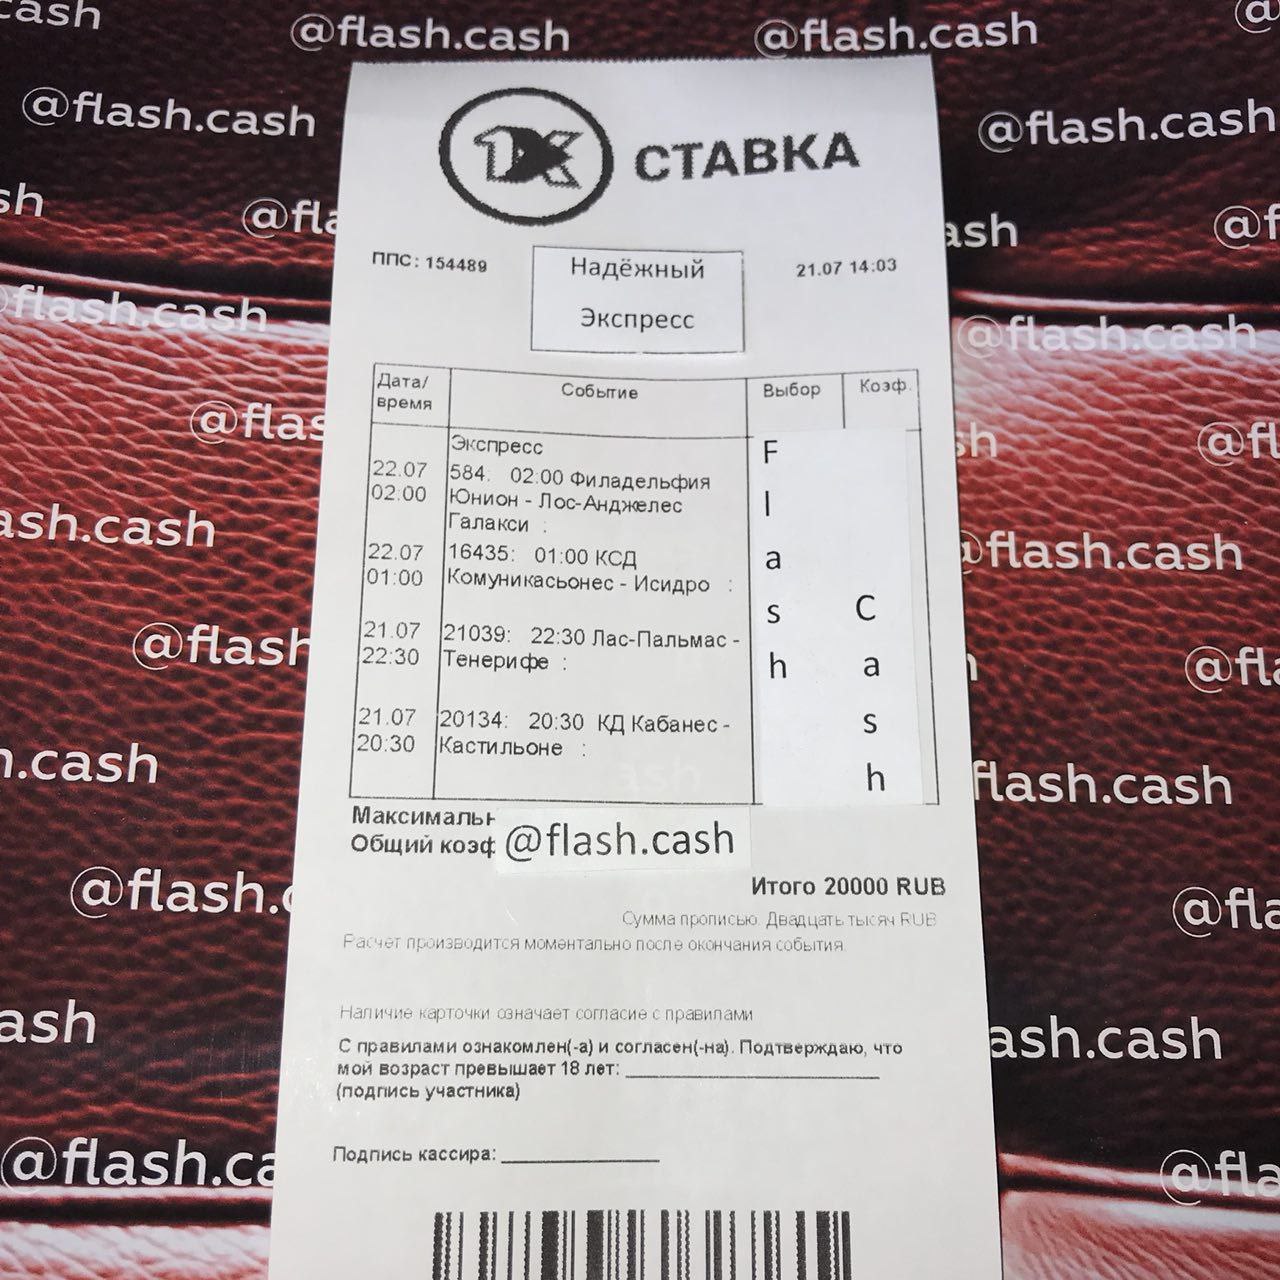 @flash.cash
@flash.cash
@flash.cash
@flash.cash
1X СТАВКА
ППС: 154489
Надёжный
Экспресс
21.07 14:03
Дата/
время
Событие
Выбор
Коэф.
Экспресс
22.07
02:00
584: 02:00 Филадельфия
Юнион - Лос-Анджелес
Галакси :
22.07
01:00
16435: 01:00 КСД
Комуникасьонес - Исидро :
21.07
22:30
21039: 22:30 Лас-Пальмас -
Тенерифе :
21.07
20:30
20134: 20:30 КД Кабанес -
Кастильоне :
F
l
a
s
h
C
a
s
h
Общий
@flash.cash
Итого 20000 RUB
Сумма прописью: Двадцать тысяч RUB
Расчет производится моментально после окончания события.
Наличие карточки означает согласие с правилами
С правилами ознакомлен(-а) и согласен(-на). Подтверждаю, что
мой возраст превышает 18 лет:
(подпись участника)
Подпись кассира:
@flash.cash
@flash.cash